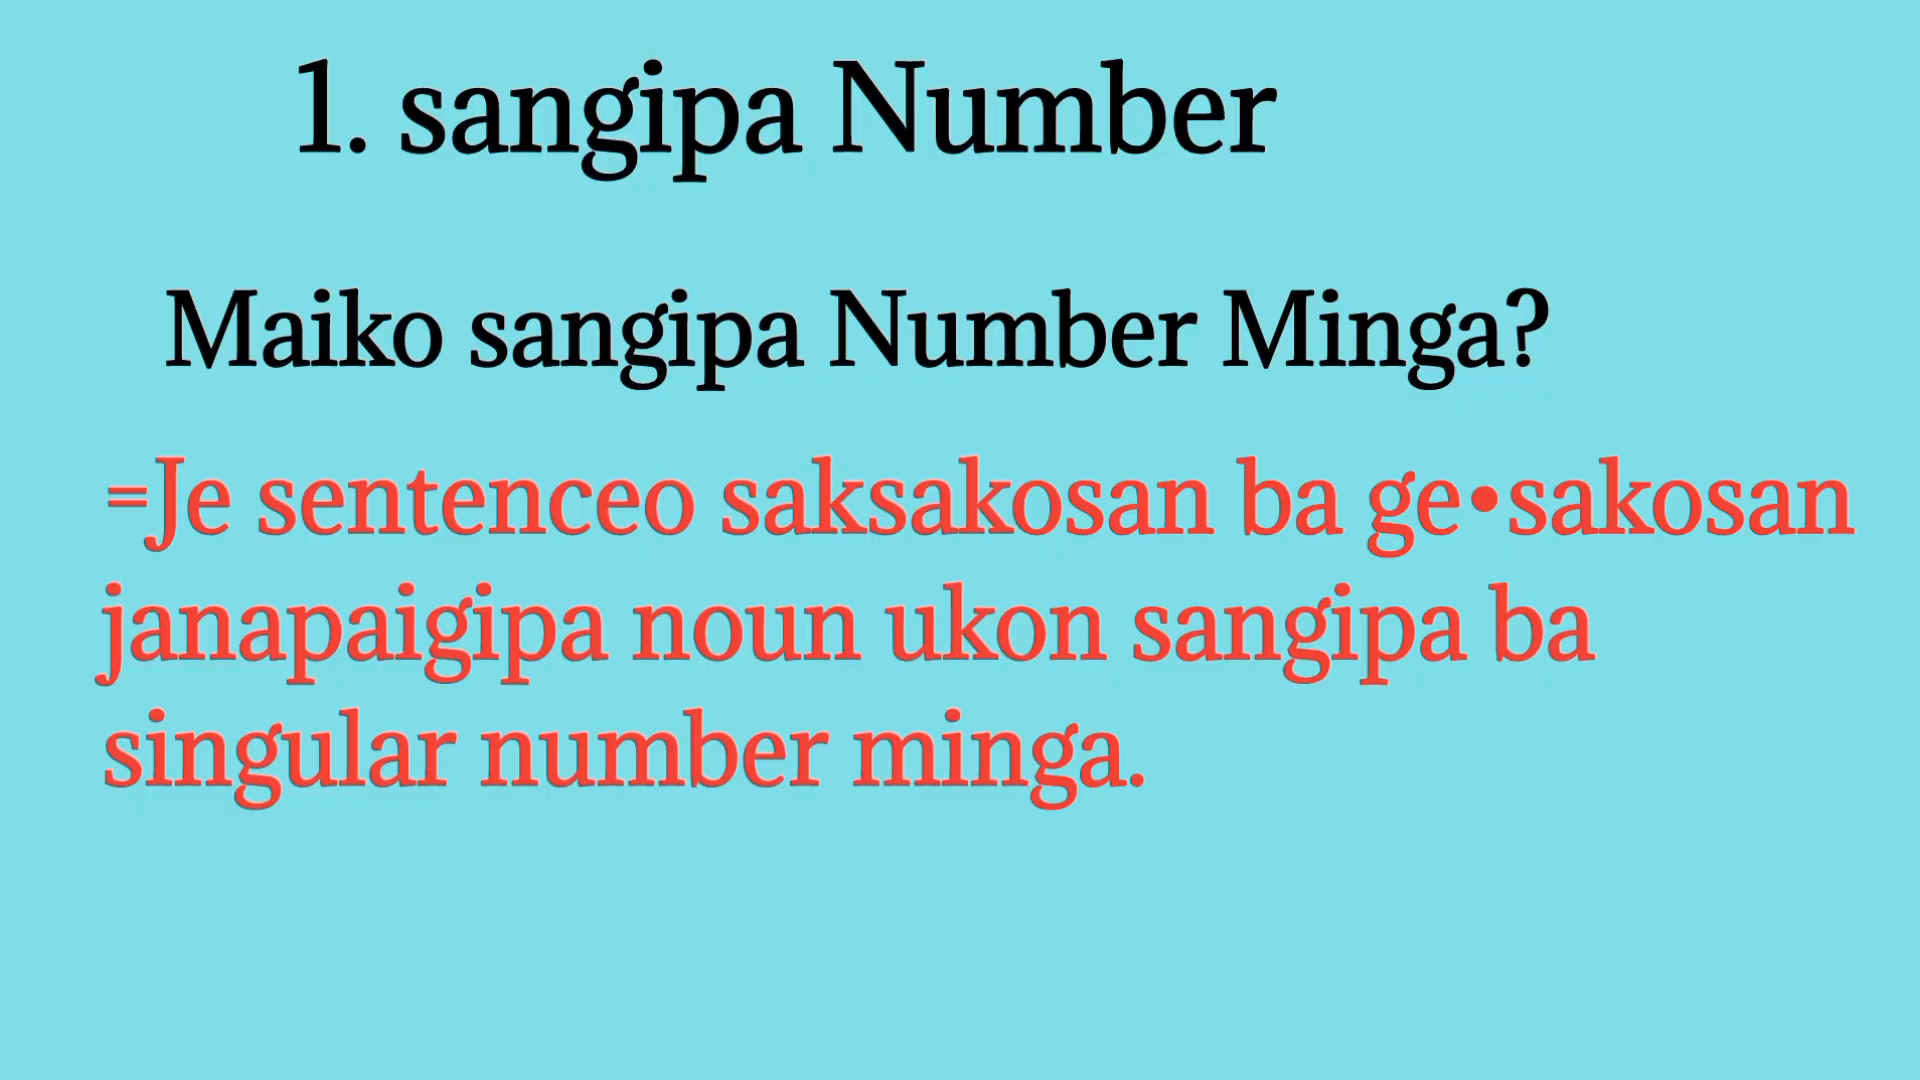 1. sangipa Number
Maiko sangipa Number Minga?
=Je sentenceo saksakosan ba ge•sakosan
janapaigipa noun ukon sangipa ba
singular number minga.